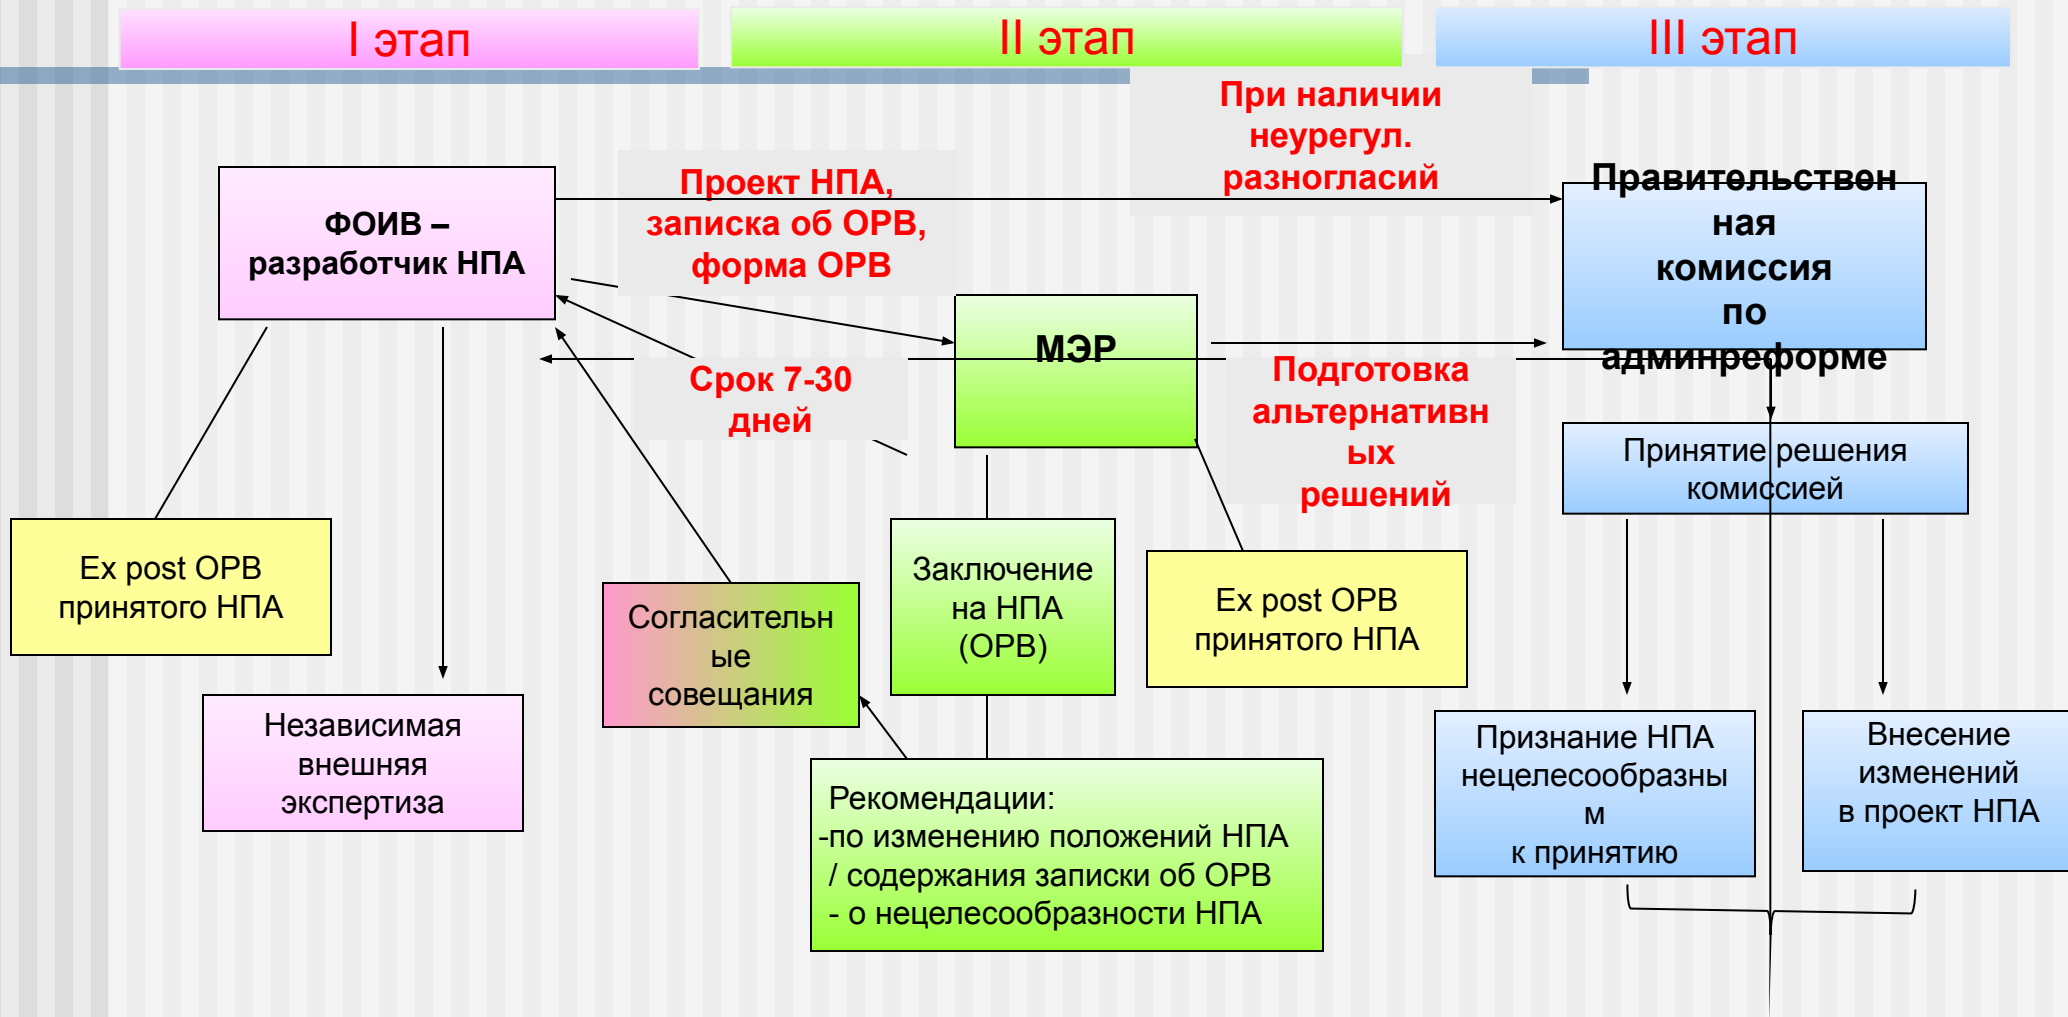 I этап
II этап
III этап
При наличии
неурегул.
разногласий
Проект НПА,
записка об ОРВ,
форма ОРВ
ФОИВ –
разработчик НПА
Правительствен
ная
комиссия
по
админреформе
МЭР
Срок 7-30
дней
Подготовка
альтернативн
ых
решений
Принятие решения
комиссией
Ex post ОРВ
принятого НПА
Согласительн
ые
совещания
Заключение
на НПА
(ОРВ)
Ex post ОРВ
принятого НПА
Независимая
внешняя
экспертиза
Признание НПА
нецелесообразны
м
к принятию
Внесение
изменений
в проект НПА
Рекомендации:
-по изменению положений НПА
/ содержания записки об ОРВ
- о нецелесообразности НПА